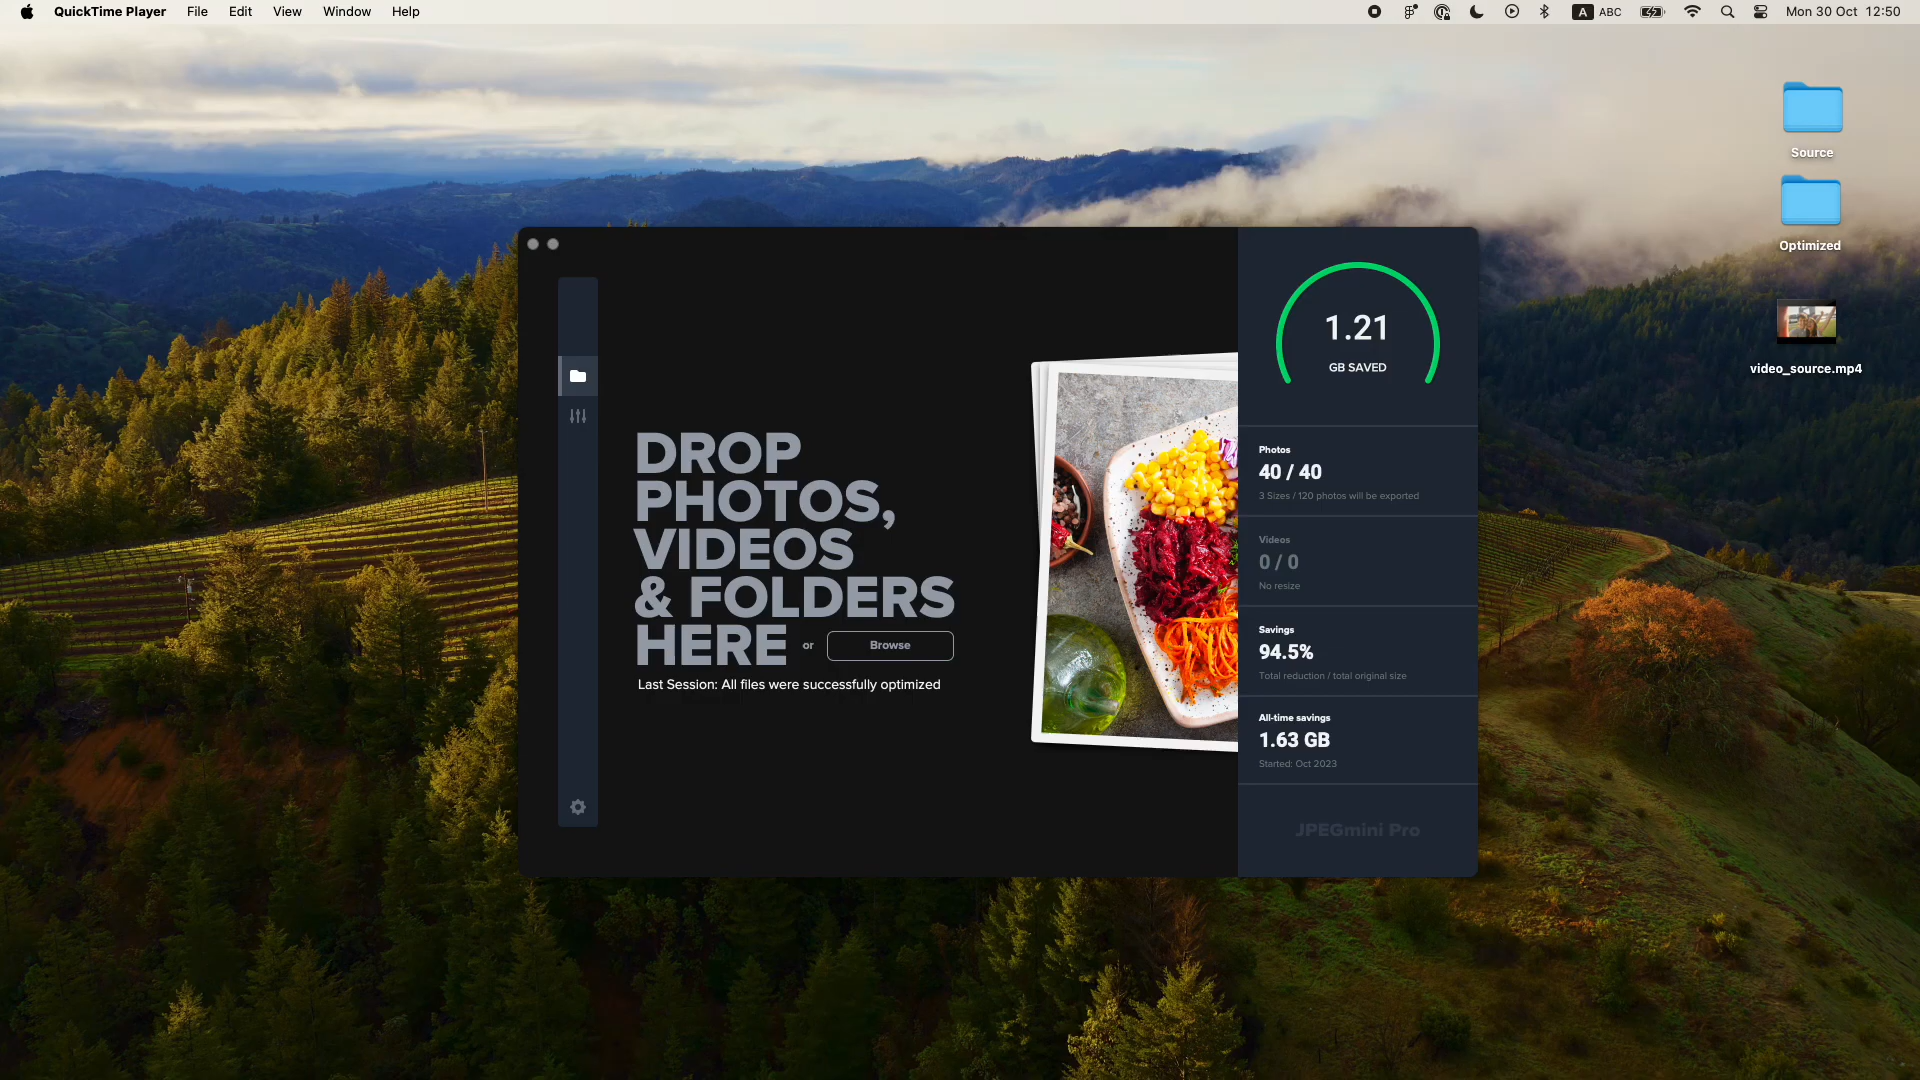 QuickTime Player File Edit View Window Help
A ABC Mon 30 Oct 12:50
Source
Optimized
video_source.mp4
DROP
PHOTOS,
VIDEOS
& FOLDERS
HERE or Browse
Last Session: All files were successfully optimized
1.21
GB SAVED
Photos
40 / 40
3 Sizes / 120 photos will be exported
Videos
0 / 0
No resize
Savings
94.5%
Total reduction / total original size
All-time savings
1.63 GB
Started: Oct 2023
JPEGmini Pro